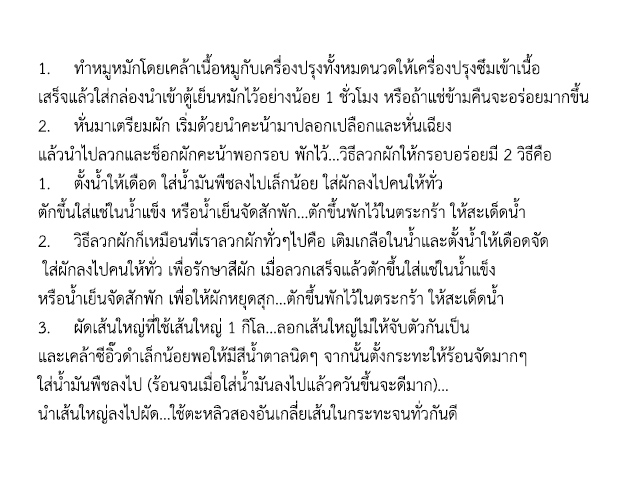 1. ทำหมูหมักโดยเคล้าเนื้อหมูกับเครื่องปรุงทั้งหมดนวดให้เครื่องปรุงซึมเข้าเนื้อ
เสร็จแล้วใส่กล่องนำเข้าตู้เย็นหมักไว้อย่างน้อย 1 ชั่วโมง หรือถ้าแช่ข้ามคืนจะอร่อยมากขึ้น
2. หั่นมาเตรียมผัก เริ่มด้วยนำคะน้ามาปลอกเปลือกและหั่นเฉียง
แล้วนำไปลวกและช็อกผักคะน้าพอกรอบ พักไว้...วิธีลวกผักให้กรอบอร่อยมี 2 วิธีคือ
1. ตั้งน้ำให้เดือด ใส่น้ำมันพืชลงไปเล็กน้อย ใส่ผักลงไปคนให้ทั่ว
ตักขึ้นใส่แช่ในน้ำแข็ง หรือน้ำเย็นจัดสักพัก...ตักขึ้นพักไว้ในตระกร้า ให้สะเด็ดน้ำ
2. วิธีลวกผักก็เหมือนที่เราลวกผักทั่วๆไปคือ เติมเกลือในน้ำและตั้งน้ำให้เดือดจัด
ใส่ผักลงไปคนให้ทั่ว เพื่อรักษาสีผัก เมื่อลวกเสร็จแล้วตักขึ้นใส่แช่ในน้ำแข็ง
หรือน้ำเย็นจัดสักพัก เพื่อให้ผักหยุดสุก...ตักขึ้นพักไว้ในตระกร้า ให้สะเด็ดน้ำ
3. ผัดเส้นใหญ่ที่ใช้เส้นใหญ่ 1 กิโล...ลอกเส้นใหญ่ไม่ให้จับตัวกันเป็น
และเคล้าซีอิ๊วดำเล็กน้อยพอให้มีสีน้ำตาลนิดๆ จากนั้นตั้งกระทะให้ร้อนจัดมากๆ
ใส่น้ำมันพืชลงไป (ร้อนจนเมื่อใส่น้ำมันลงไปแล้วควันขึ้นจะดีมาก)...
นำเส้นใหญ่ลงไปผัด...ใช้ตะหลิวสองอันเกลี่ยเส้นในกระทะจนทั่วกันดี